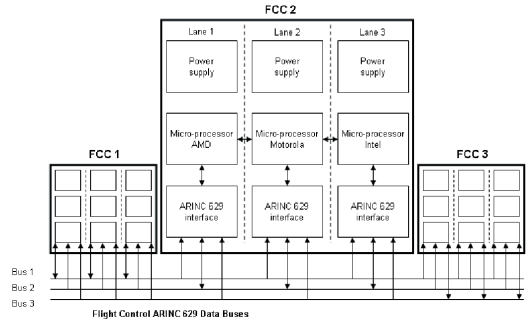 FCC 2
Lane 1
Lane 2
Lane 3
Power
supply
Power
supply
Power
supply
Micro-processor
AMD
Micro-processor
Motorola
Micro-processor
Intel
FCC 1
FCC 3
ARINC 629
interface
ARINC 629
interface
ARINC 629
interface
Bus 1
Bus 2
Bus 3
Flight Control ARINC 629 Data Buses